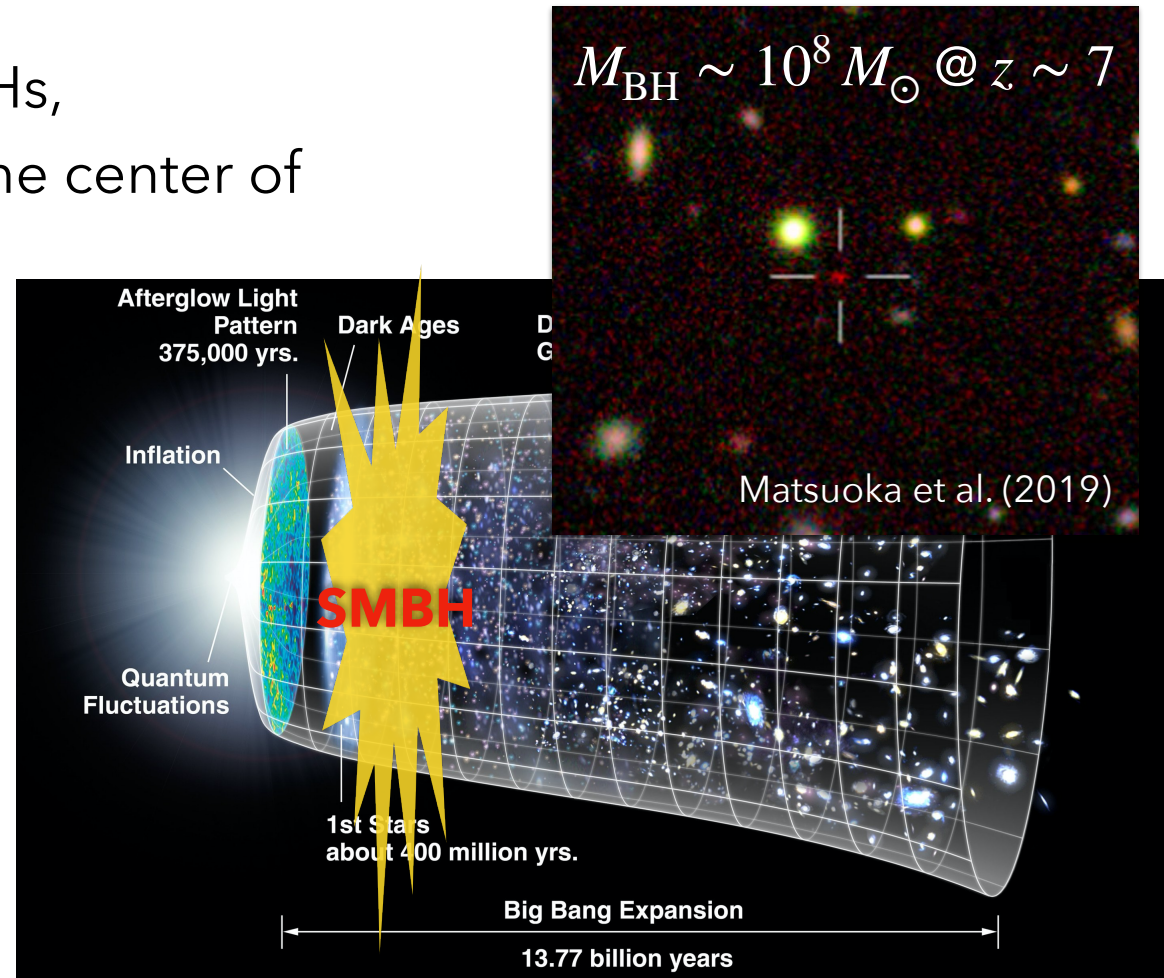 Hs,
ne center of
M_BH ~ 10^8 M_⊙ @ z ~ 7
Matsuoka et al. (2019)
Afterglow Light
Pattern
375,000 yrs.
Dark Ages
D
G
Inflation
SMBH
Quantum
Fluctuations
1st Stars
about 400 million yrs.
Big Bang Expansion
13.77 billion years